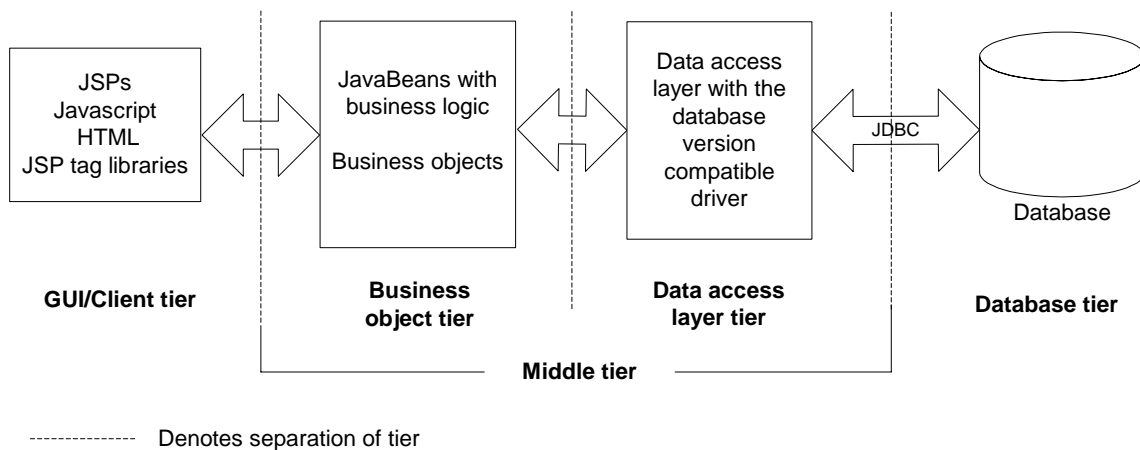 JSPs
Javascript
HTML
JSP tag libraries
JavaBeans with
business logic
Business objects
Data access
layer with the
database
version
compatible
driver
JDBC
Database
GUI/Client tier
Business
object tier
Data access
layer tier
Database tier
Middle tier
Denotes separation of tier